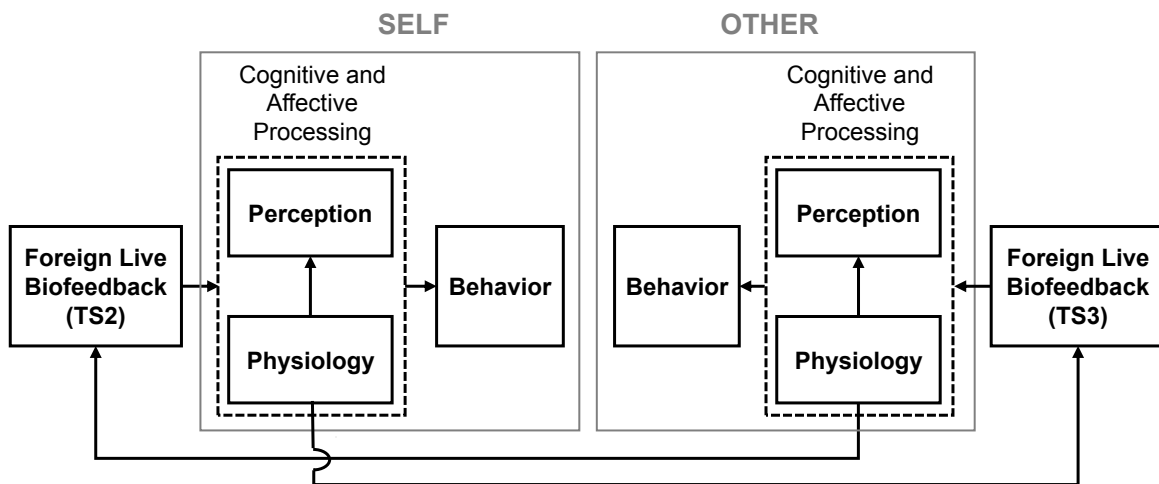 SELF
OTHER
Cognitive and
Affective
Processing
Cognitive and
Affective
Processing
Perception
Perception
Foreign Live
Biofeedback
(TS2)
Behavior
Behavior
Foreign Live
Biofeedback
(TS3)
Physiology
Physiology